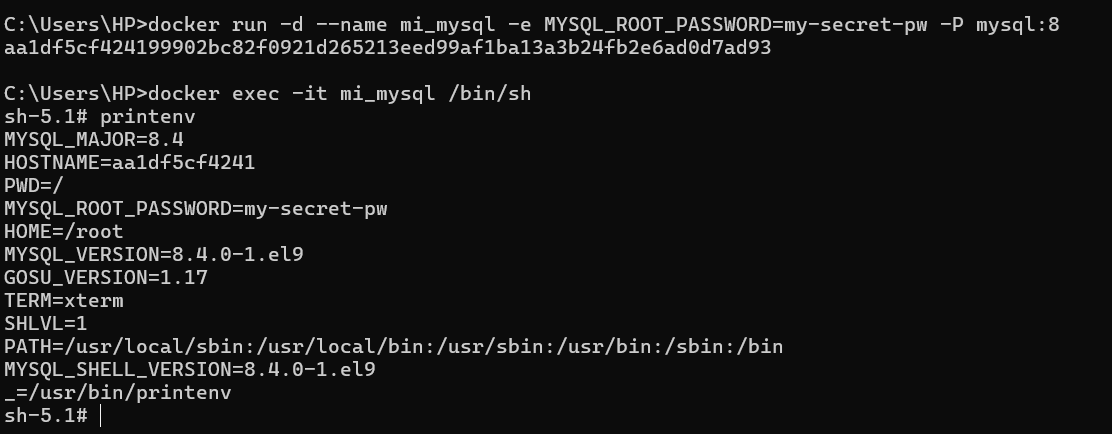 C:\Users\HP>docker run -d --name mi_mysql -e MYSQL_ROOT_PASSWORD=my-secret-pw -P mysql:8
aa1df5cf424199902bc82f0921d265213eed99af1ba13a3b24fb2e6ad0d7ad93
C:\Users\HP>docker exec -it mi_mysql /bin/sh
sh-5.1# printenv
MYSQL_MAJOR=8.4
HOSTNAME=aa1df5cf4241
PWD=/
MYSQL_ROOT_PASSWORD=my-secret-pw
HOME=/root
MYSQL_VERSION=8.4.0-1.el9
GOSU_VERSION=1.17
TERM=xterm
SHLVL=1
PATH=/usr/local/sbin:/usr/local/bin:/usr/sbin:/usr/bin:/sbin:/bin
MYSQL_SHELL_VERSION=8.4.0-1.el9
_=/usr/bin/printenv
sh-5.1#